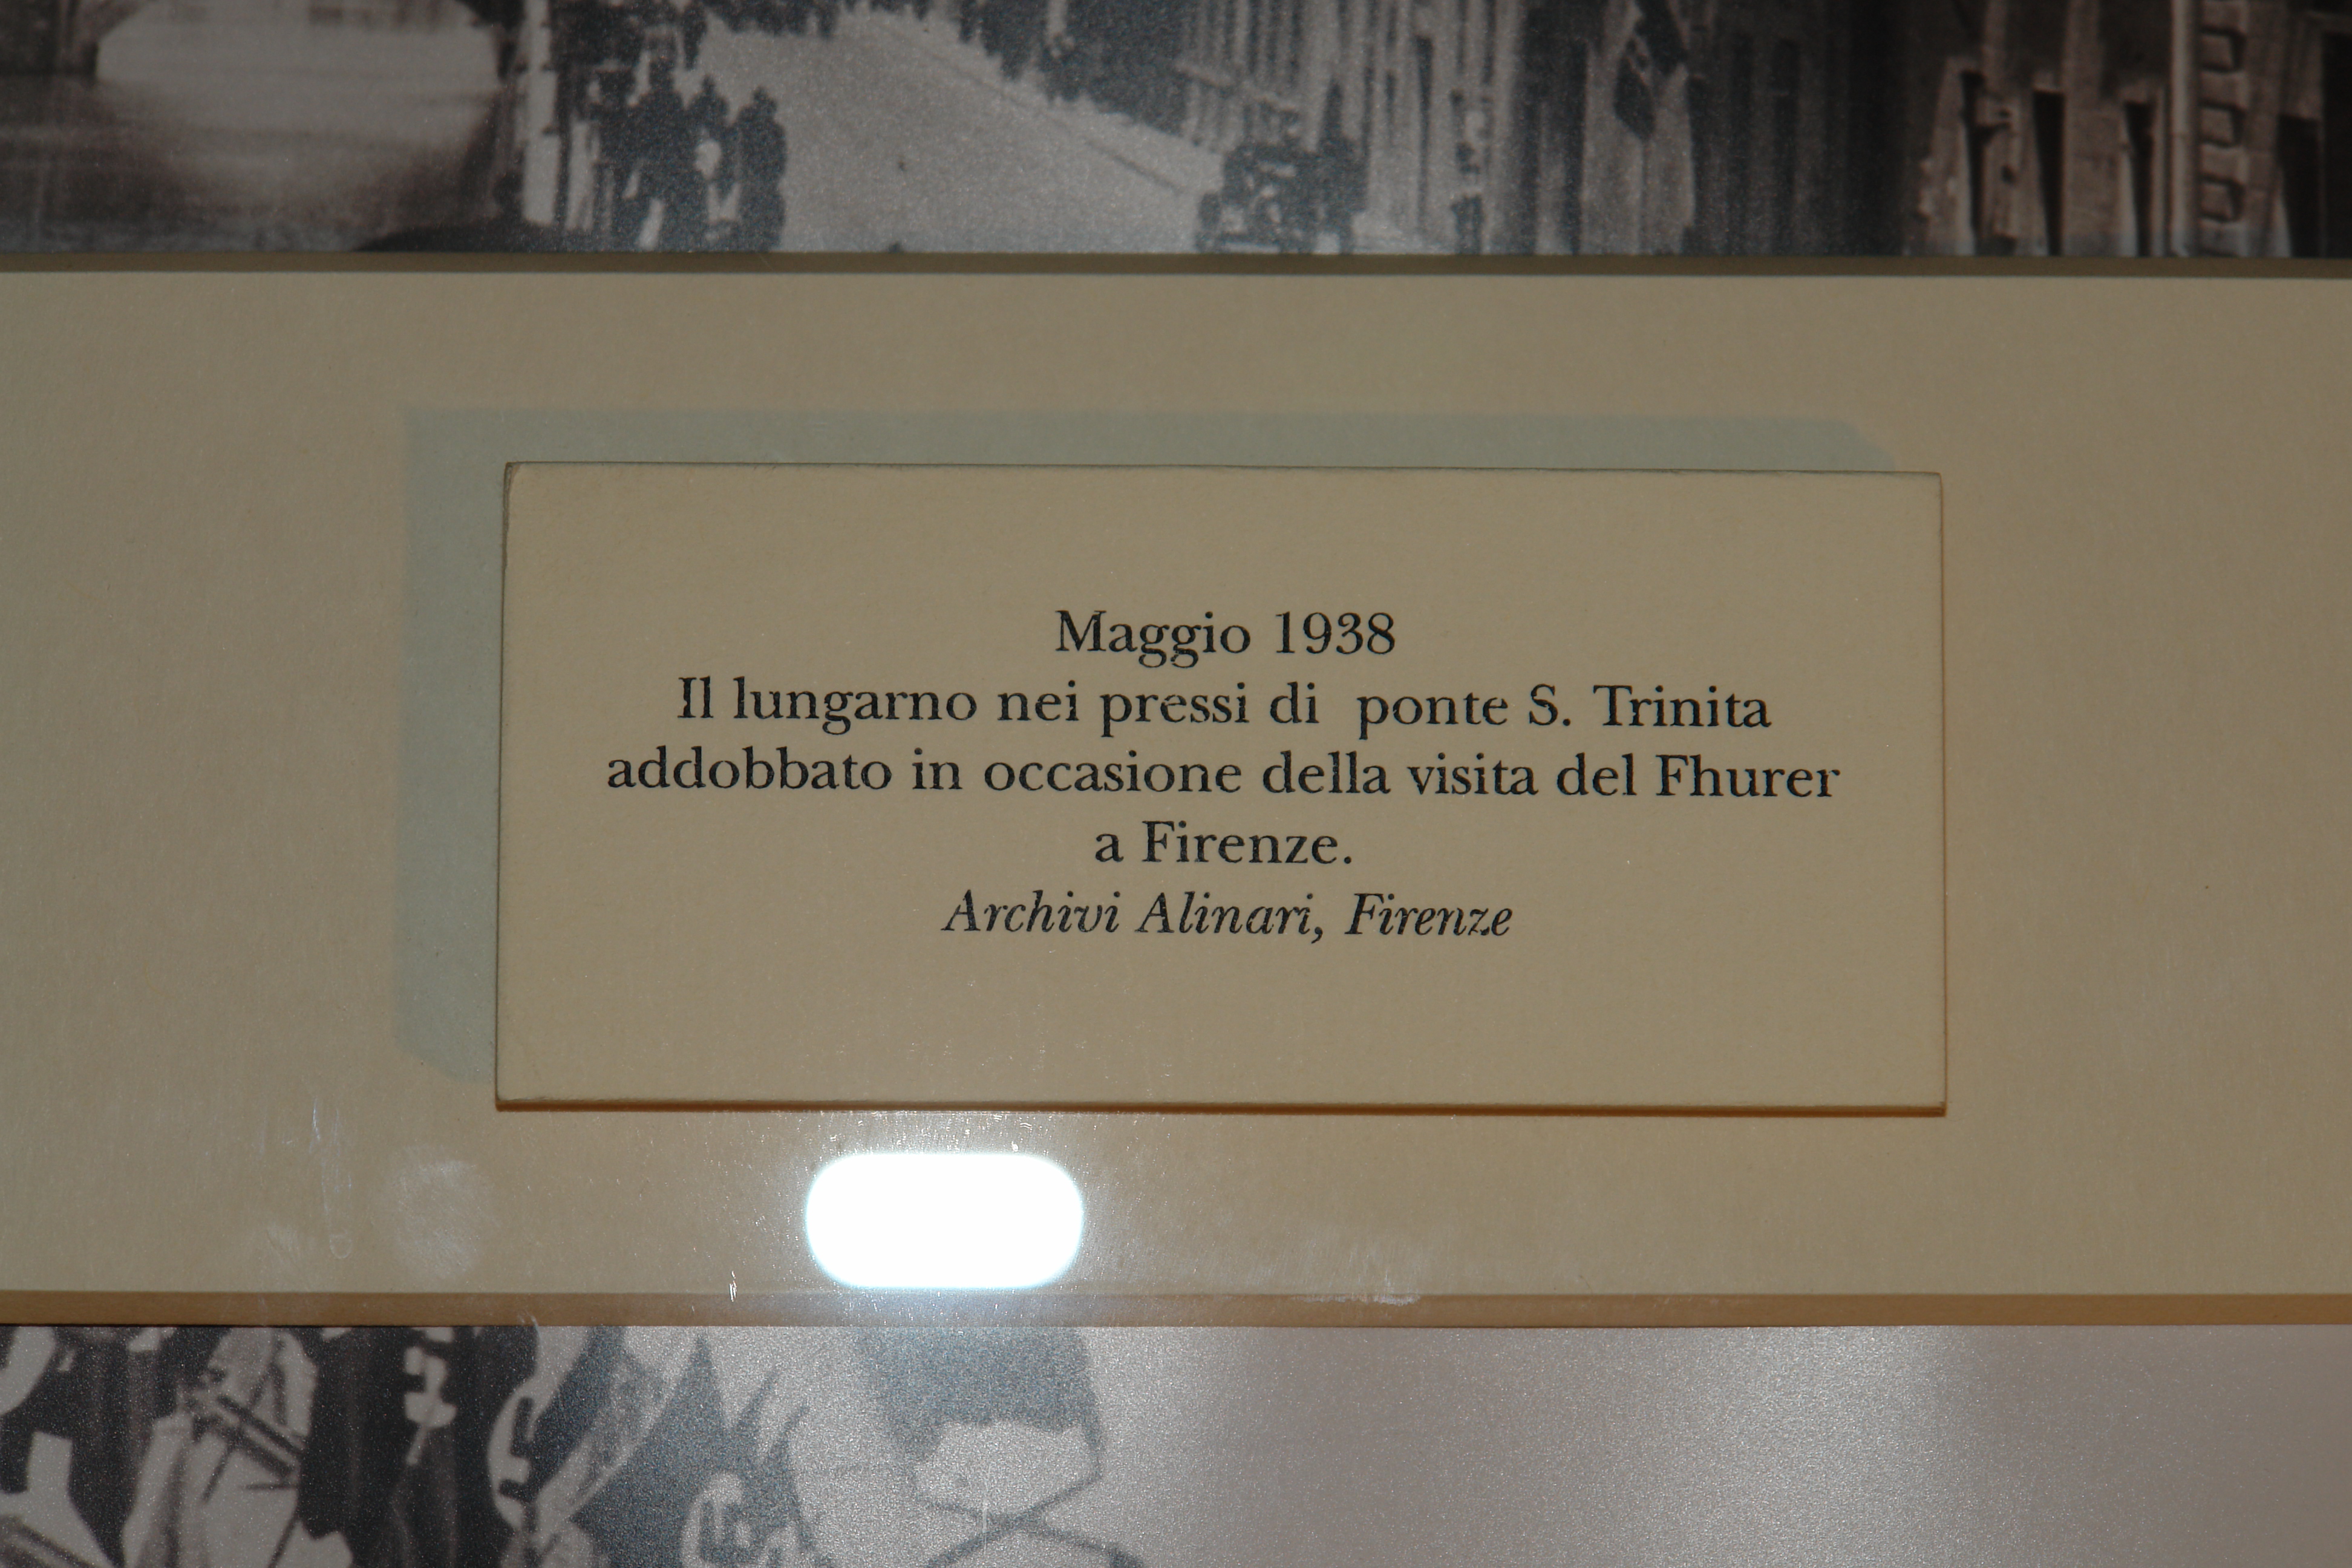 Maggio 1938
Il lungarno nei pressi di ponte S. Trinita
addobbato in occasione della visita del Fhurer
a Firenze.
Archivi Alinari, Firenze